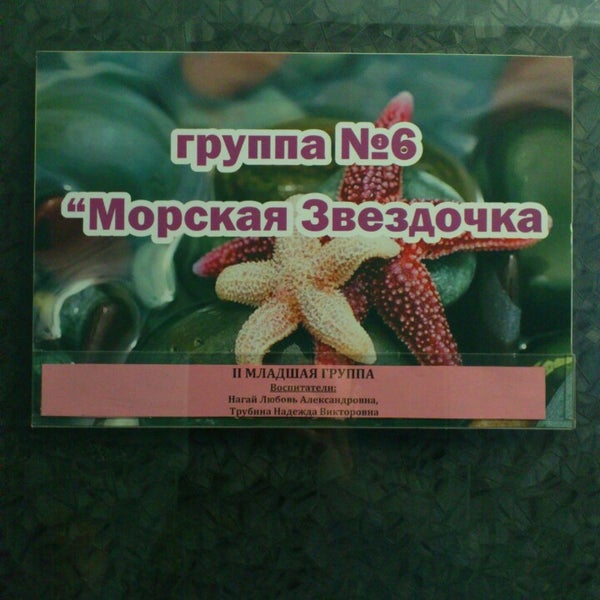 группа №6
“Морская Звездочка
II МЛАДШАЯ ГРУППА
Воспитатели:
Нагай Любовь Александровна,
Трубина Надежда Викторовна